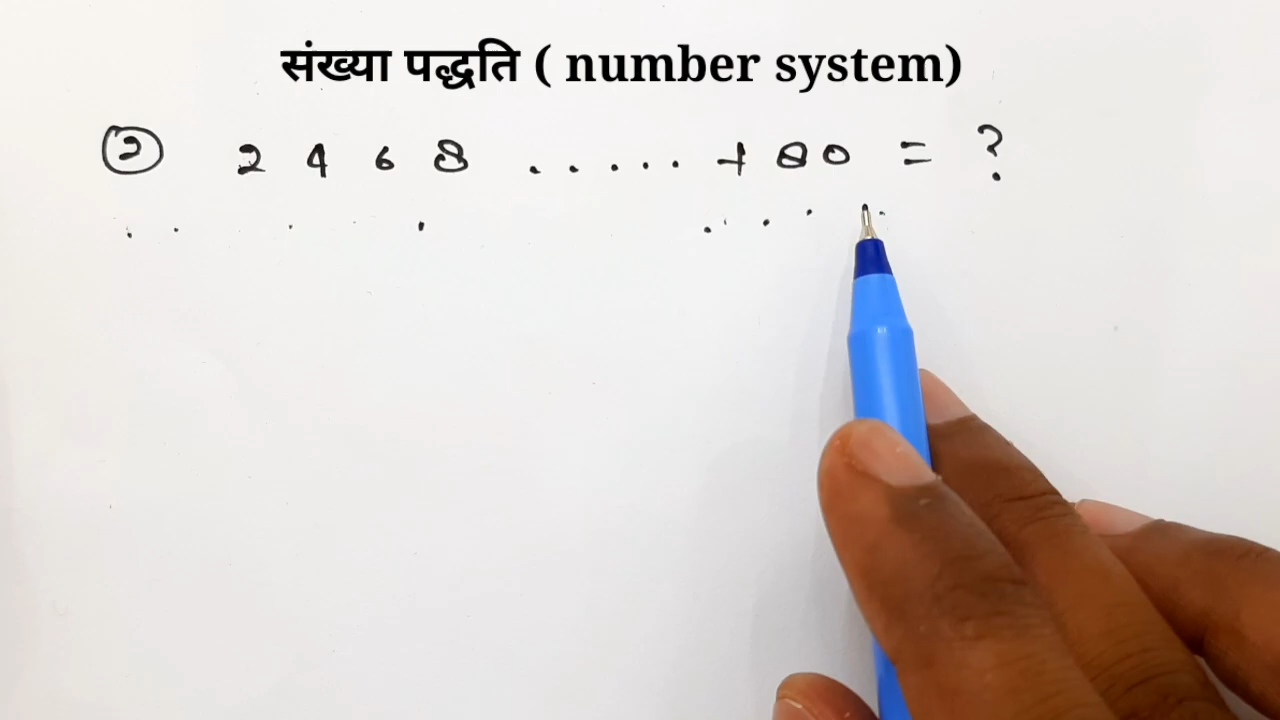 संख्या पद्धति ( number system)
② 2 4 6 8 ...... + 80 = ?